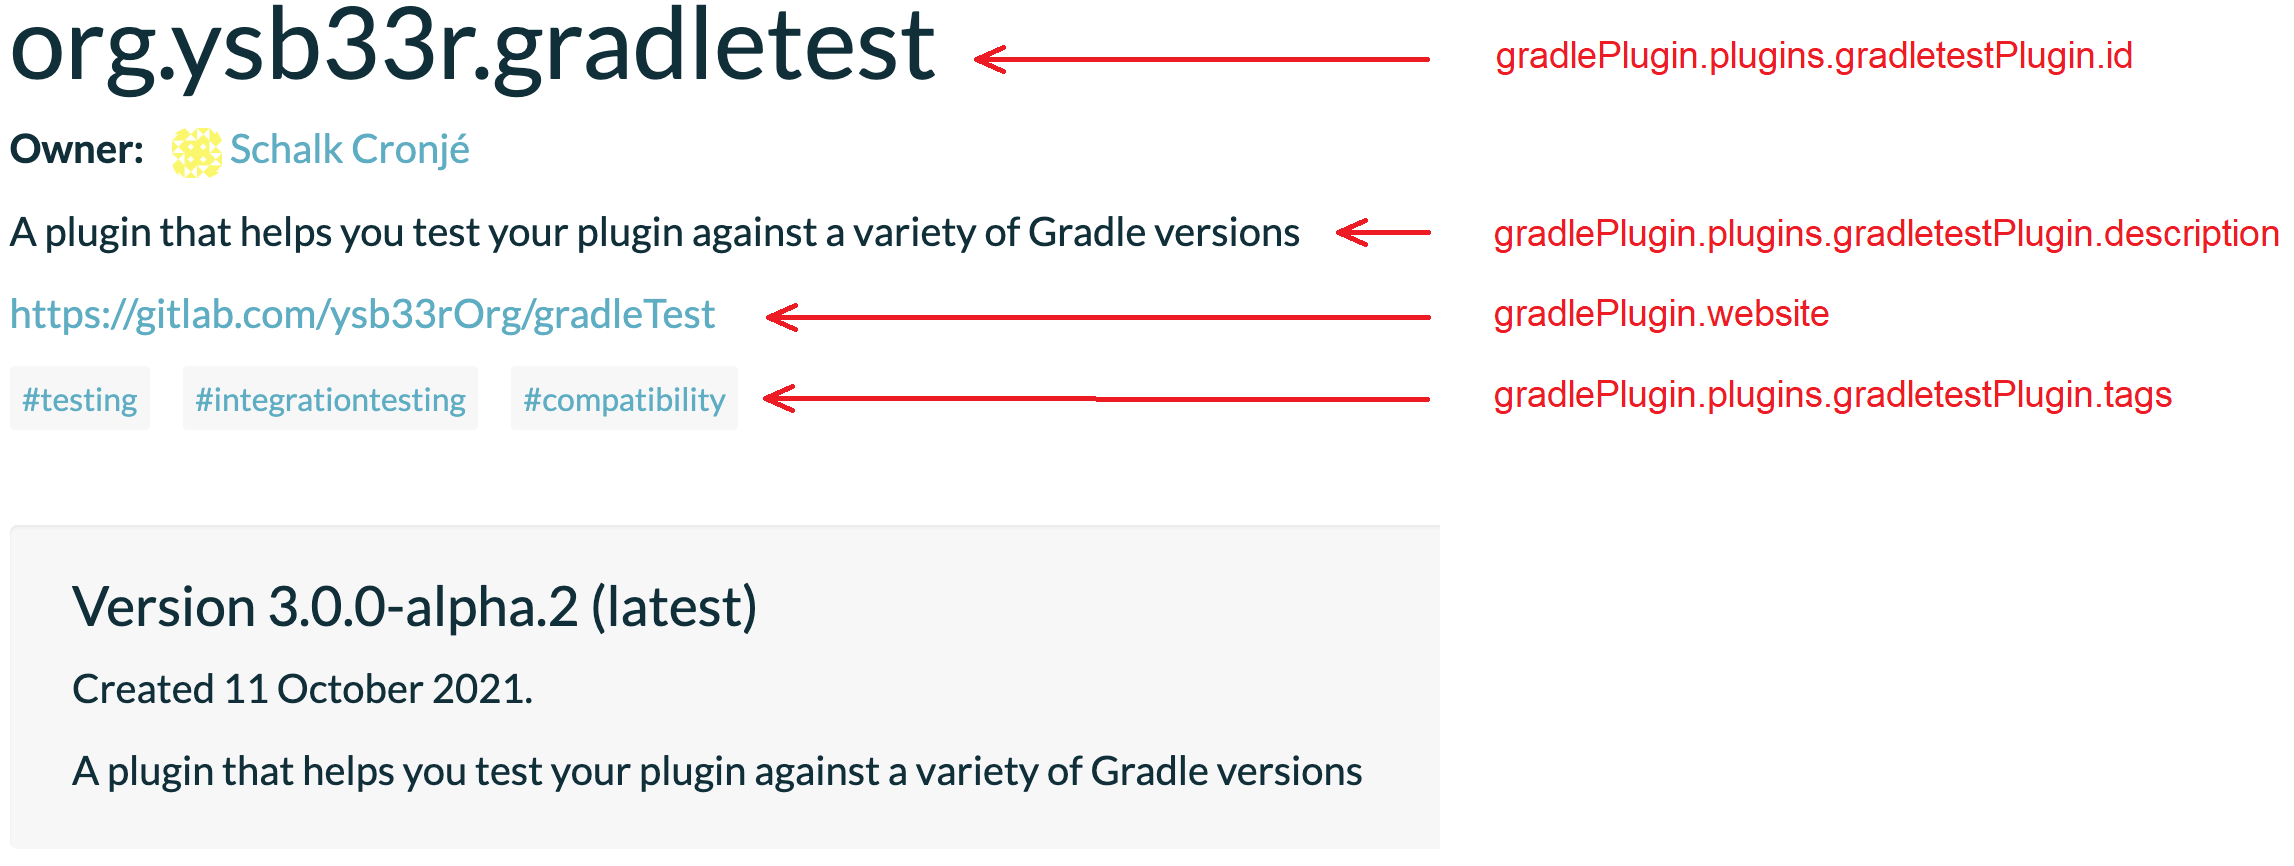 org.ysb33r.gradletest gradlePlugin.plugins.gradletestPlugin.id
Owner: Schalk Cronjé
A plugin that helps you test your plugin against a variety of Gradle versions gradlePlugin.plugins.gradletestPlugin.description
https://gitlab.com/ysb33rOrg/gradleTest gradlePlugin.website
#testing #integrationtesting #compatibility gradlePlugin.plugins.gradletestPlugin.tags
Version 3.0.0-alpha.2 (latest)
Created 11 October 2021.
A plugin that helps you test your plugin against a variety of Gradle versions